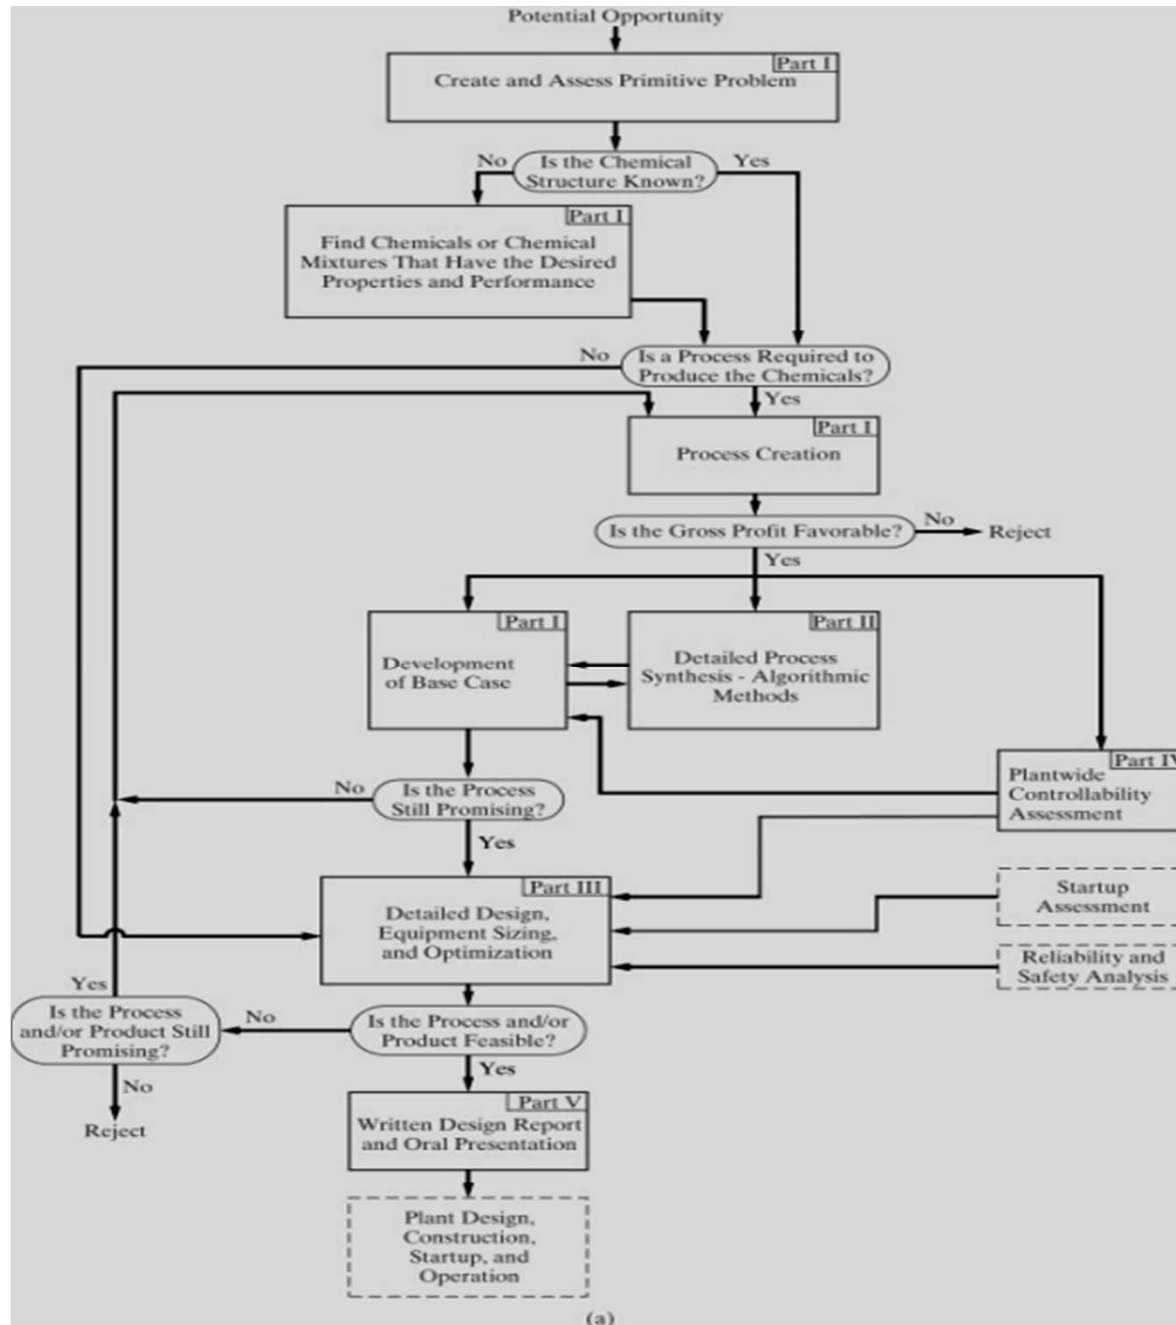 Potential Opportunity
Part I
Create and Assess Primitive Problem
No
Is the Chemical
Structure Known?
Yes
Part I
Find Chemicals or Chemical
Mixtures That Have the Desired
Properties and Performance
No
Is a Process Required to
Produce the Chemicals?
Yes
Part I
Process Creation
Is the Gross Profit Favorable?
No
Reject
Yes
Part I
Development
of Base Case
Part II
Detailed Process
Synthesis - Algorithmic
Methods
Part IV
Plantwide
Controllability
Assessment
No
Is the Process
Still Promising?
Yes
Part III
Detailed Design,
Equipment Sizing,
and Optimization
Startup
Assessment
Reliability and
Safety Analysis
Yes
Is the Process
and/or Product Still
Promising?
No
Is the Process and/or
Product Feasible?
Yes
No
Reject
Part V
Written Design Report
and Oral Presentation
Plant Design,
Construction,
Startup, and
Operation
(a)